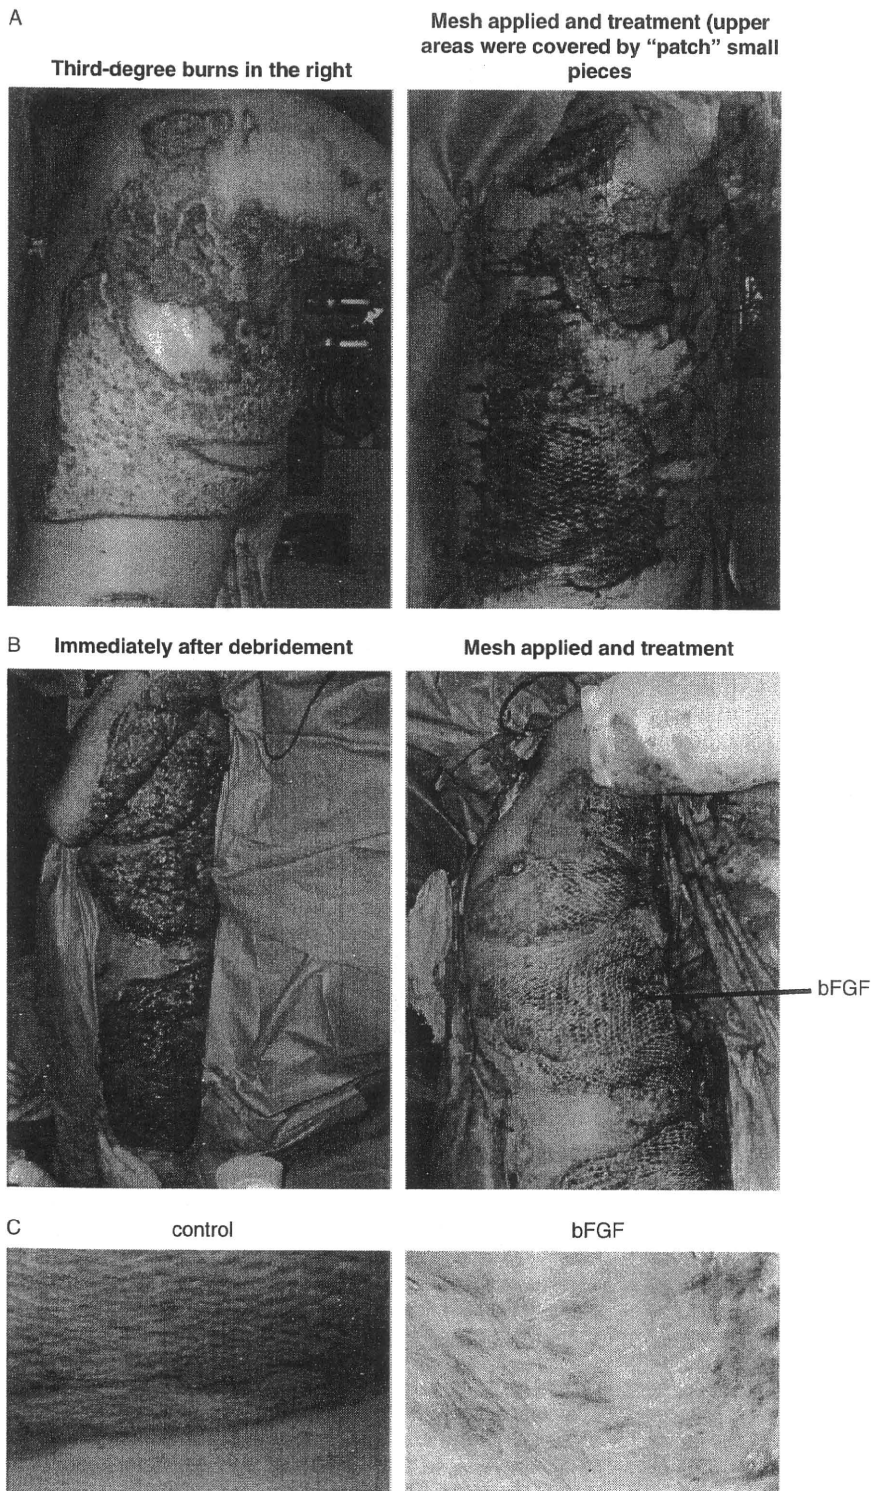 A
Third-degree burns in the right
Mesh applied and treatment (upper
areas were covered by “patch” small
pieces
B
Immediately after debridement
Mesh applied and treatment
bFGF
C
control
bFGF